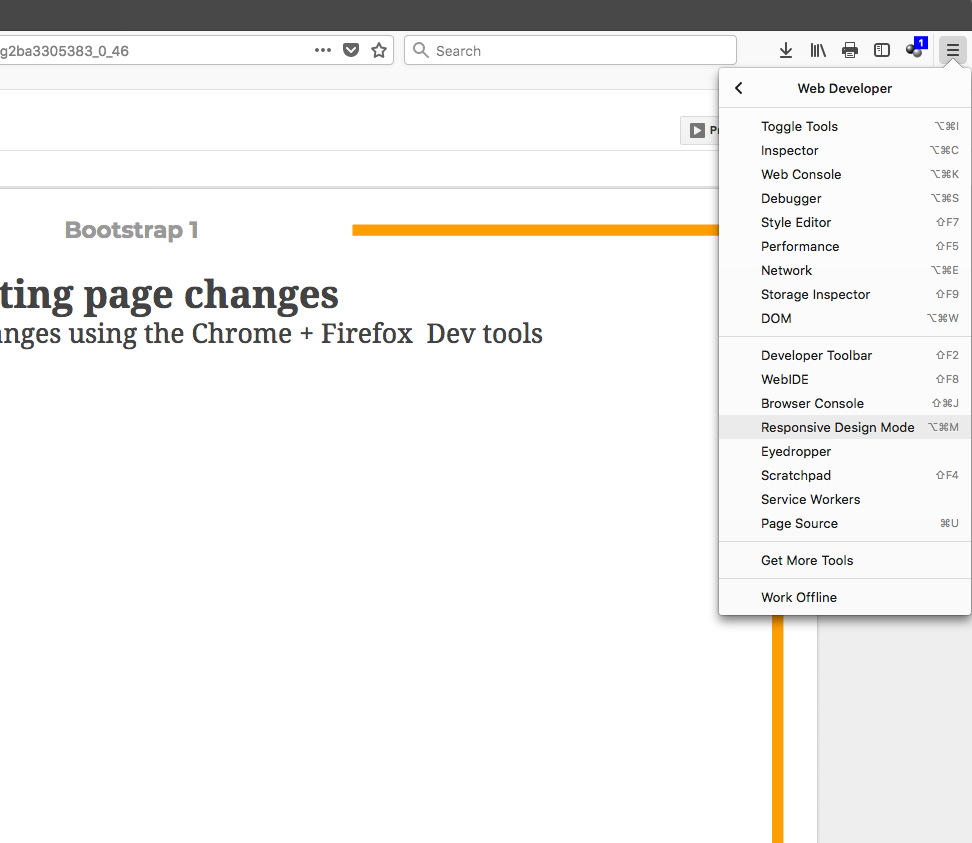 g2ba3305383_0_46
Search
1
Web Developer
Toggle Tools ⌥⌘I
Inspector ⌥⌘C
Web Console ⌥⌘K
Debugger ⌥⌘S
Style Editor ⇧F7
Performance ⇧F5
Network ⌥⌘E
Storage Inspector ⇧F9
DOM ⌥⌘W
Developer Toolbar ⇧F2
WebIDE ⇧F8
Browser Console ⇧⌘J
Responsive Design Mode ⌥⌘M
Eyedropper
Scratchpad ⇧F4
Service Workers
Page Source ⌘U
Get More Tools
Work Offline
Bootstrap 1
ting page changes
nges using the Chrome + Firefox Dev tools